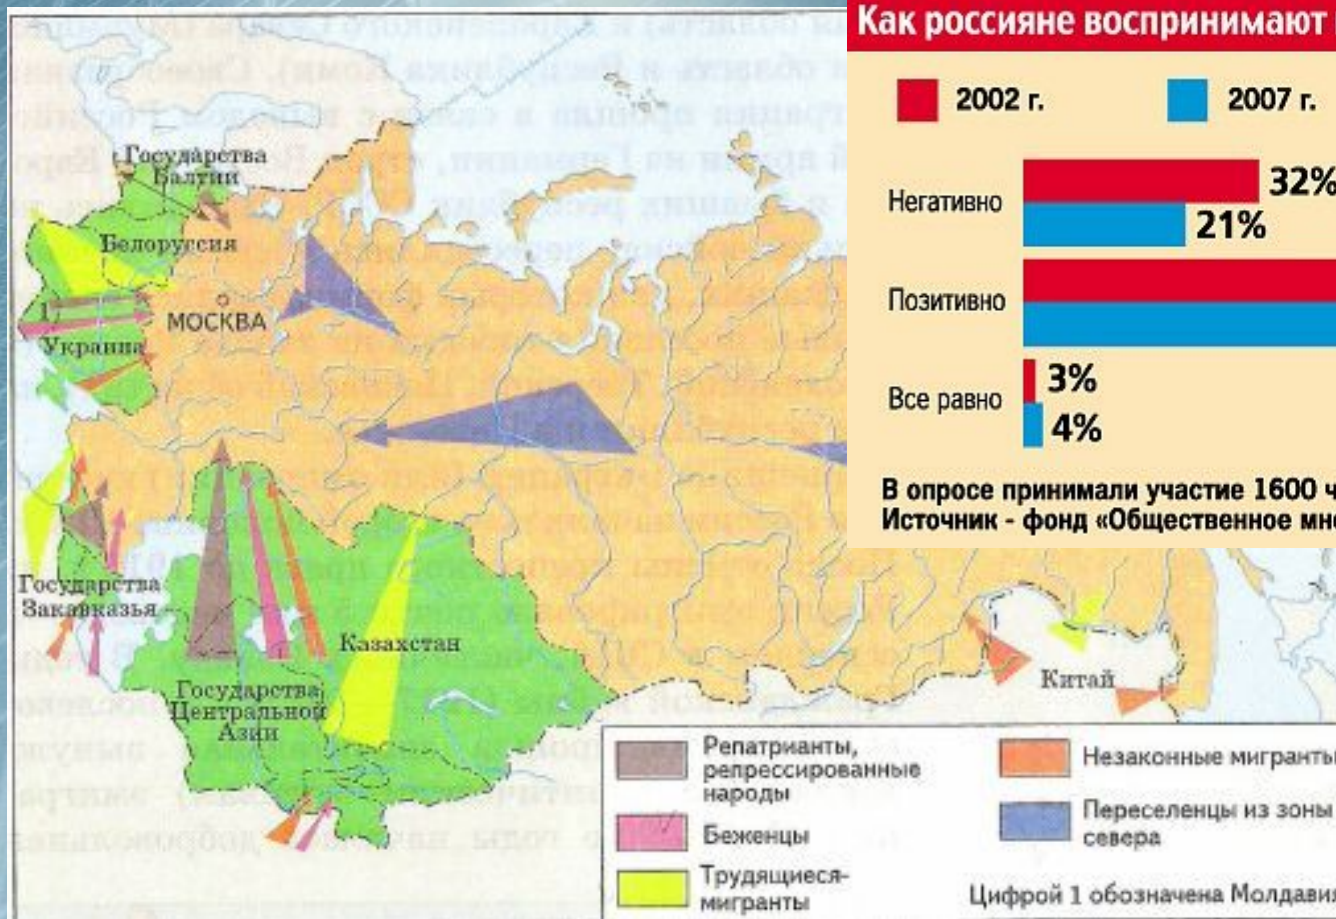 Как россияне воспринимают
2002 г.
2007 г.
Негативно
32%
21%
Позитивно
Все равно
3%
4%
В опросе принимали участие 1600 ч
Источник - фонд «Общественное мне
Государства
Балтии
Белоруссия
МОСКВА
1
Украина
Государства
Закавказья
Казахстан
Государства
Центральной
Азии
Китай
Репатрианты,
репрессированные
народы
Беженцы
Трудящиеся-
мигранты
Незаконные мигранты
Переселенцы из зоны
севера
Цифрой 1 обозначена Молдавия